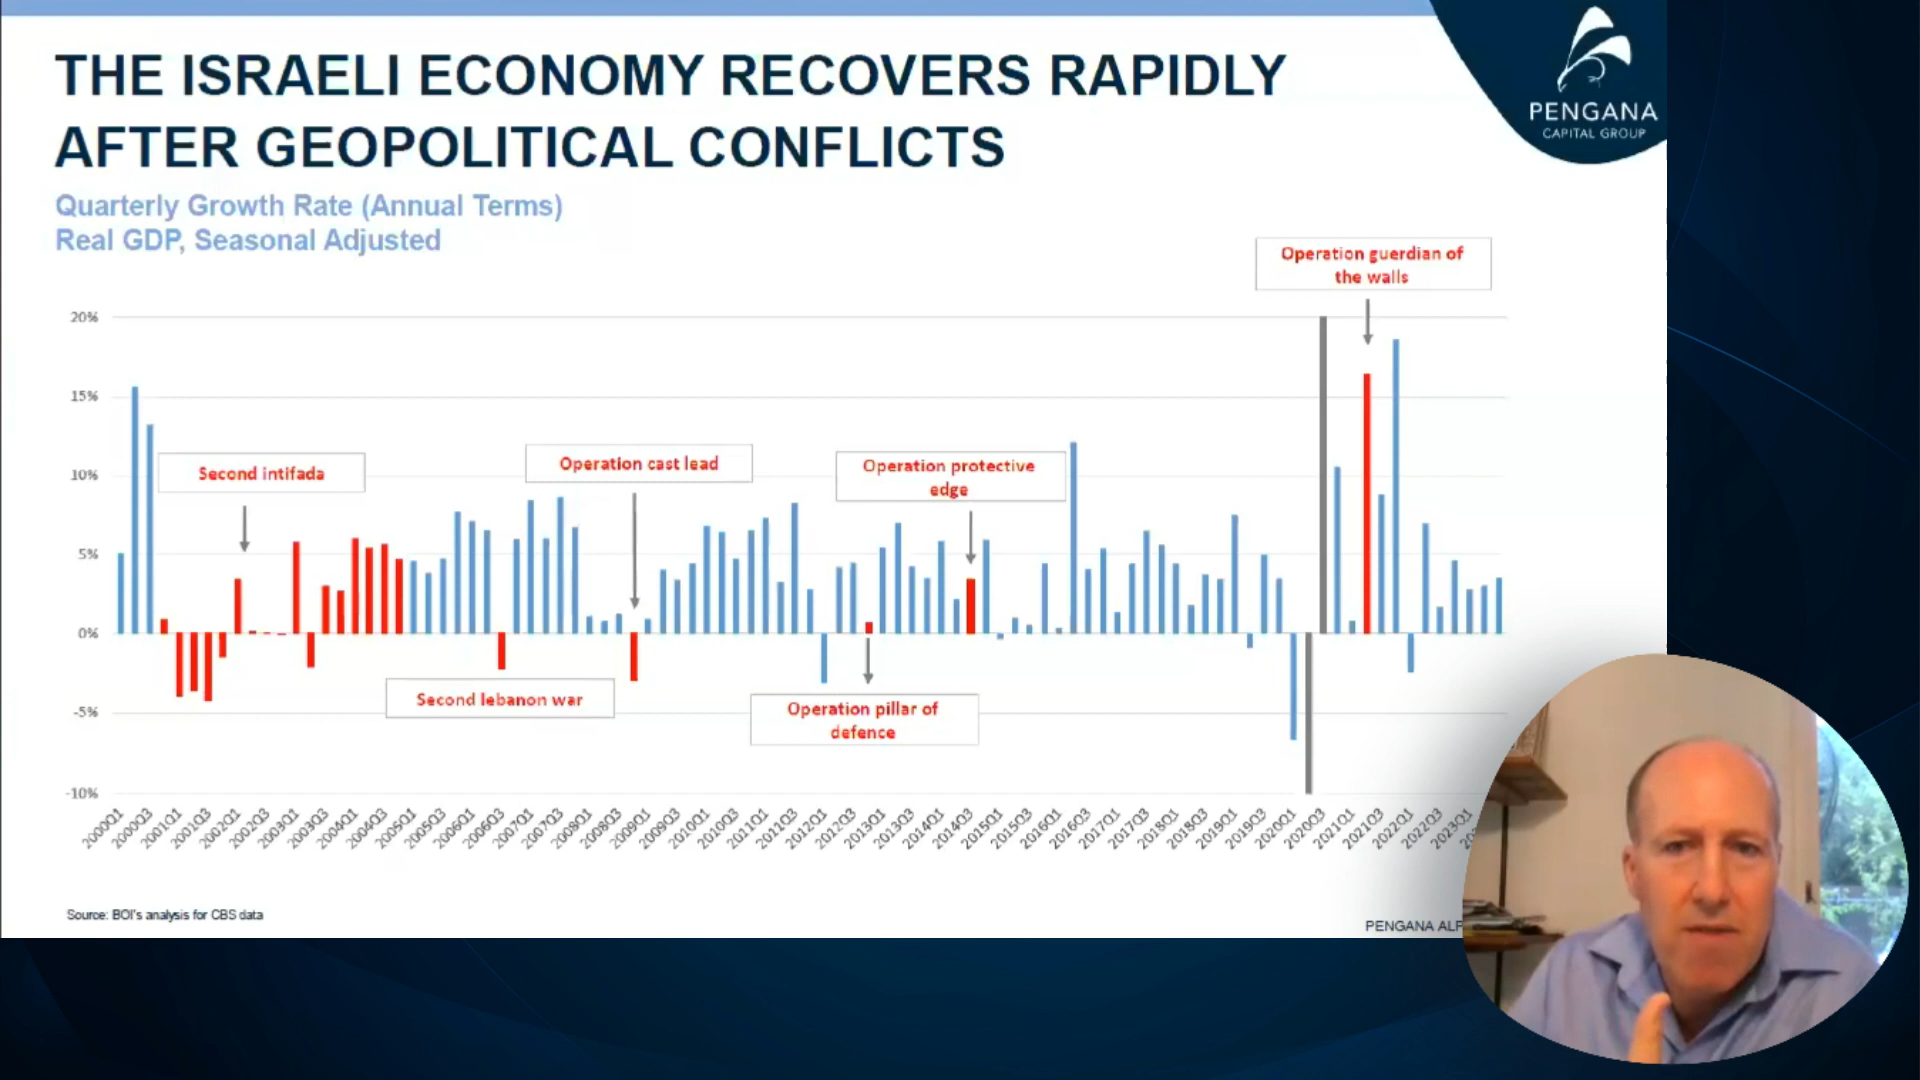 THE ISRAELI ECONOMY RECOVERS RAPIDLY
AFTER GEOPOLITICAL CONFLICTS
PENGANA
CAPITAL GROUP
Quarterly Growth Rate (Annual Terms)
Real GDP, Seasonal Adjusted
Operation guerdian of
the walls
Second intifada
Operation cast lead
Operation protective
edge
Second lebanon war
Operation pillar of
defence
20%
15%
10%
5%
0%
-5%
-10%
2000Q1
2000Q3
2001Q1
2001Q3
2002Q1
2002Q3
2003Q1
2003Q3
2004Q1
2004Q3
2005Q1
2005Q3
2006Q1
2006Q3
2007Q1
2007Q3
2008Q1
2008Q3
2009Q1
2009Q3
2010Q1
2010Q3
2011Q1
2011Q3
2012Q1
2012Q3
2013Q1
2013Q3
2014Q1
2014Q3
2015Q1
2015Q3
2016Q1
2016Q3
2017Q1
2017Q3
2018Q1
2018Q3
2019Q1
2019Q3
2020Q1
2020Q3
2021Q1
2021Q3
2022Q1
2022Q3
2023Q1
Source: BOI's analysis for CBS data
PENGANA